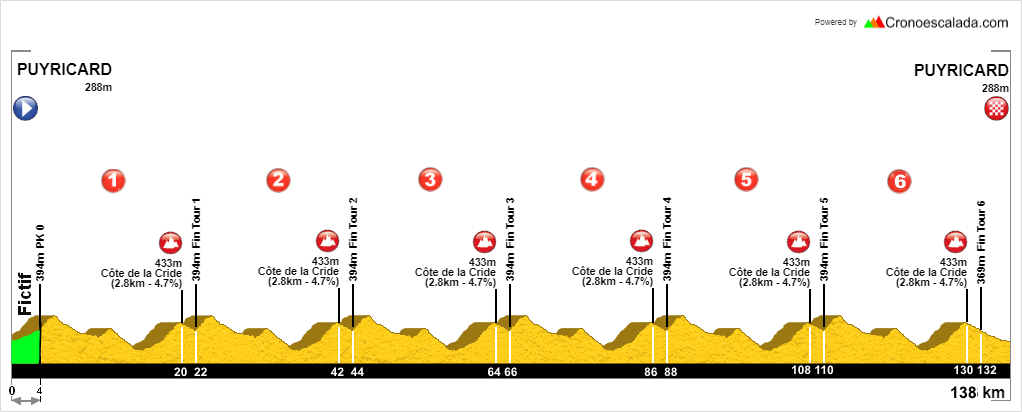 Powered by Cronoescalada.com
PUYRICARD
288m
PUYRICARD
288m
1
2
3
4
5
6
Fictif
394m PK 0
433m
Côte de la Cride
(2.8km - 4.7%)
394m Fin Tour 1
433m
Côte de la Cride
(2.8km - 4.7%)
394m Fin Tour 2
433m
Côte de la Cride
(2.8km - 4.7%)
394m Fin Tour 3
433m
Côte de la Cride
(2.8km - 4.7%)
394m Fin Tour 4
433m
Côte de la Cride
(2.8km - 4.7%)
394m Fin Tour 5
433m
Côte de la Cride
(2.8km - 4.7%)
369m Fin Tour 6
20 22 42 44 64 66 86 88 108 110 130 132
0 4 138 km